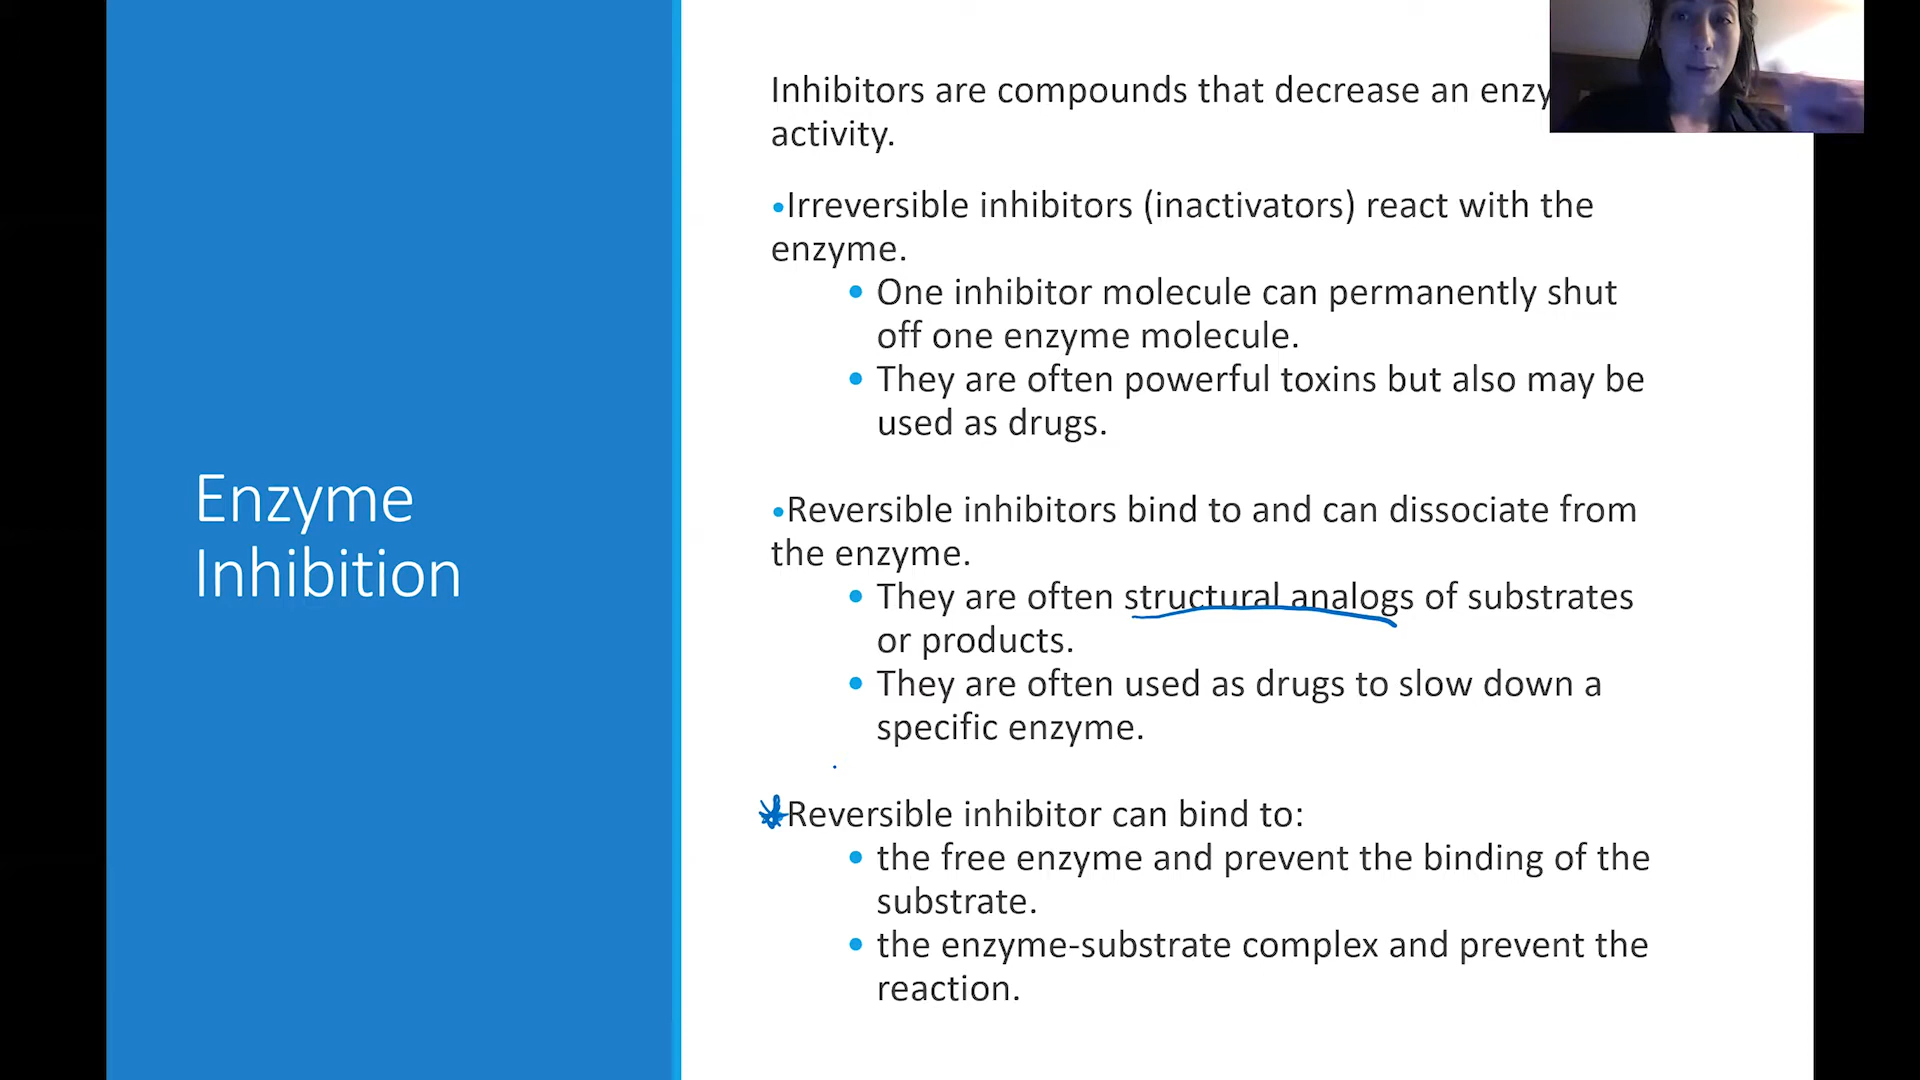 Enzyme
Inhibition
Inhibitors are compounds that decrease an
activity.
•Irreversible inhibitors (inactivators) react with the
enzyme.
• One inhibitor molecule can permanently shut
off one enzyme molecule.
• They are often powerful toxins but also may be
used as drugs.
•Reversible inhibitors bind to and can dissociate from
the enzyme.
• They are often structural analogs of substrates
or products.
• They are often used as drugs to slow down a
specific enzyme.
Reversible inhibitor can bind to:
• the free enzyme and prevent the binding of the
substrate.
• the enzyme-substrate complex and prevent the
reaction.